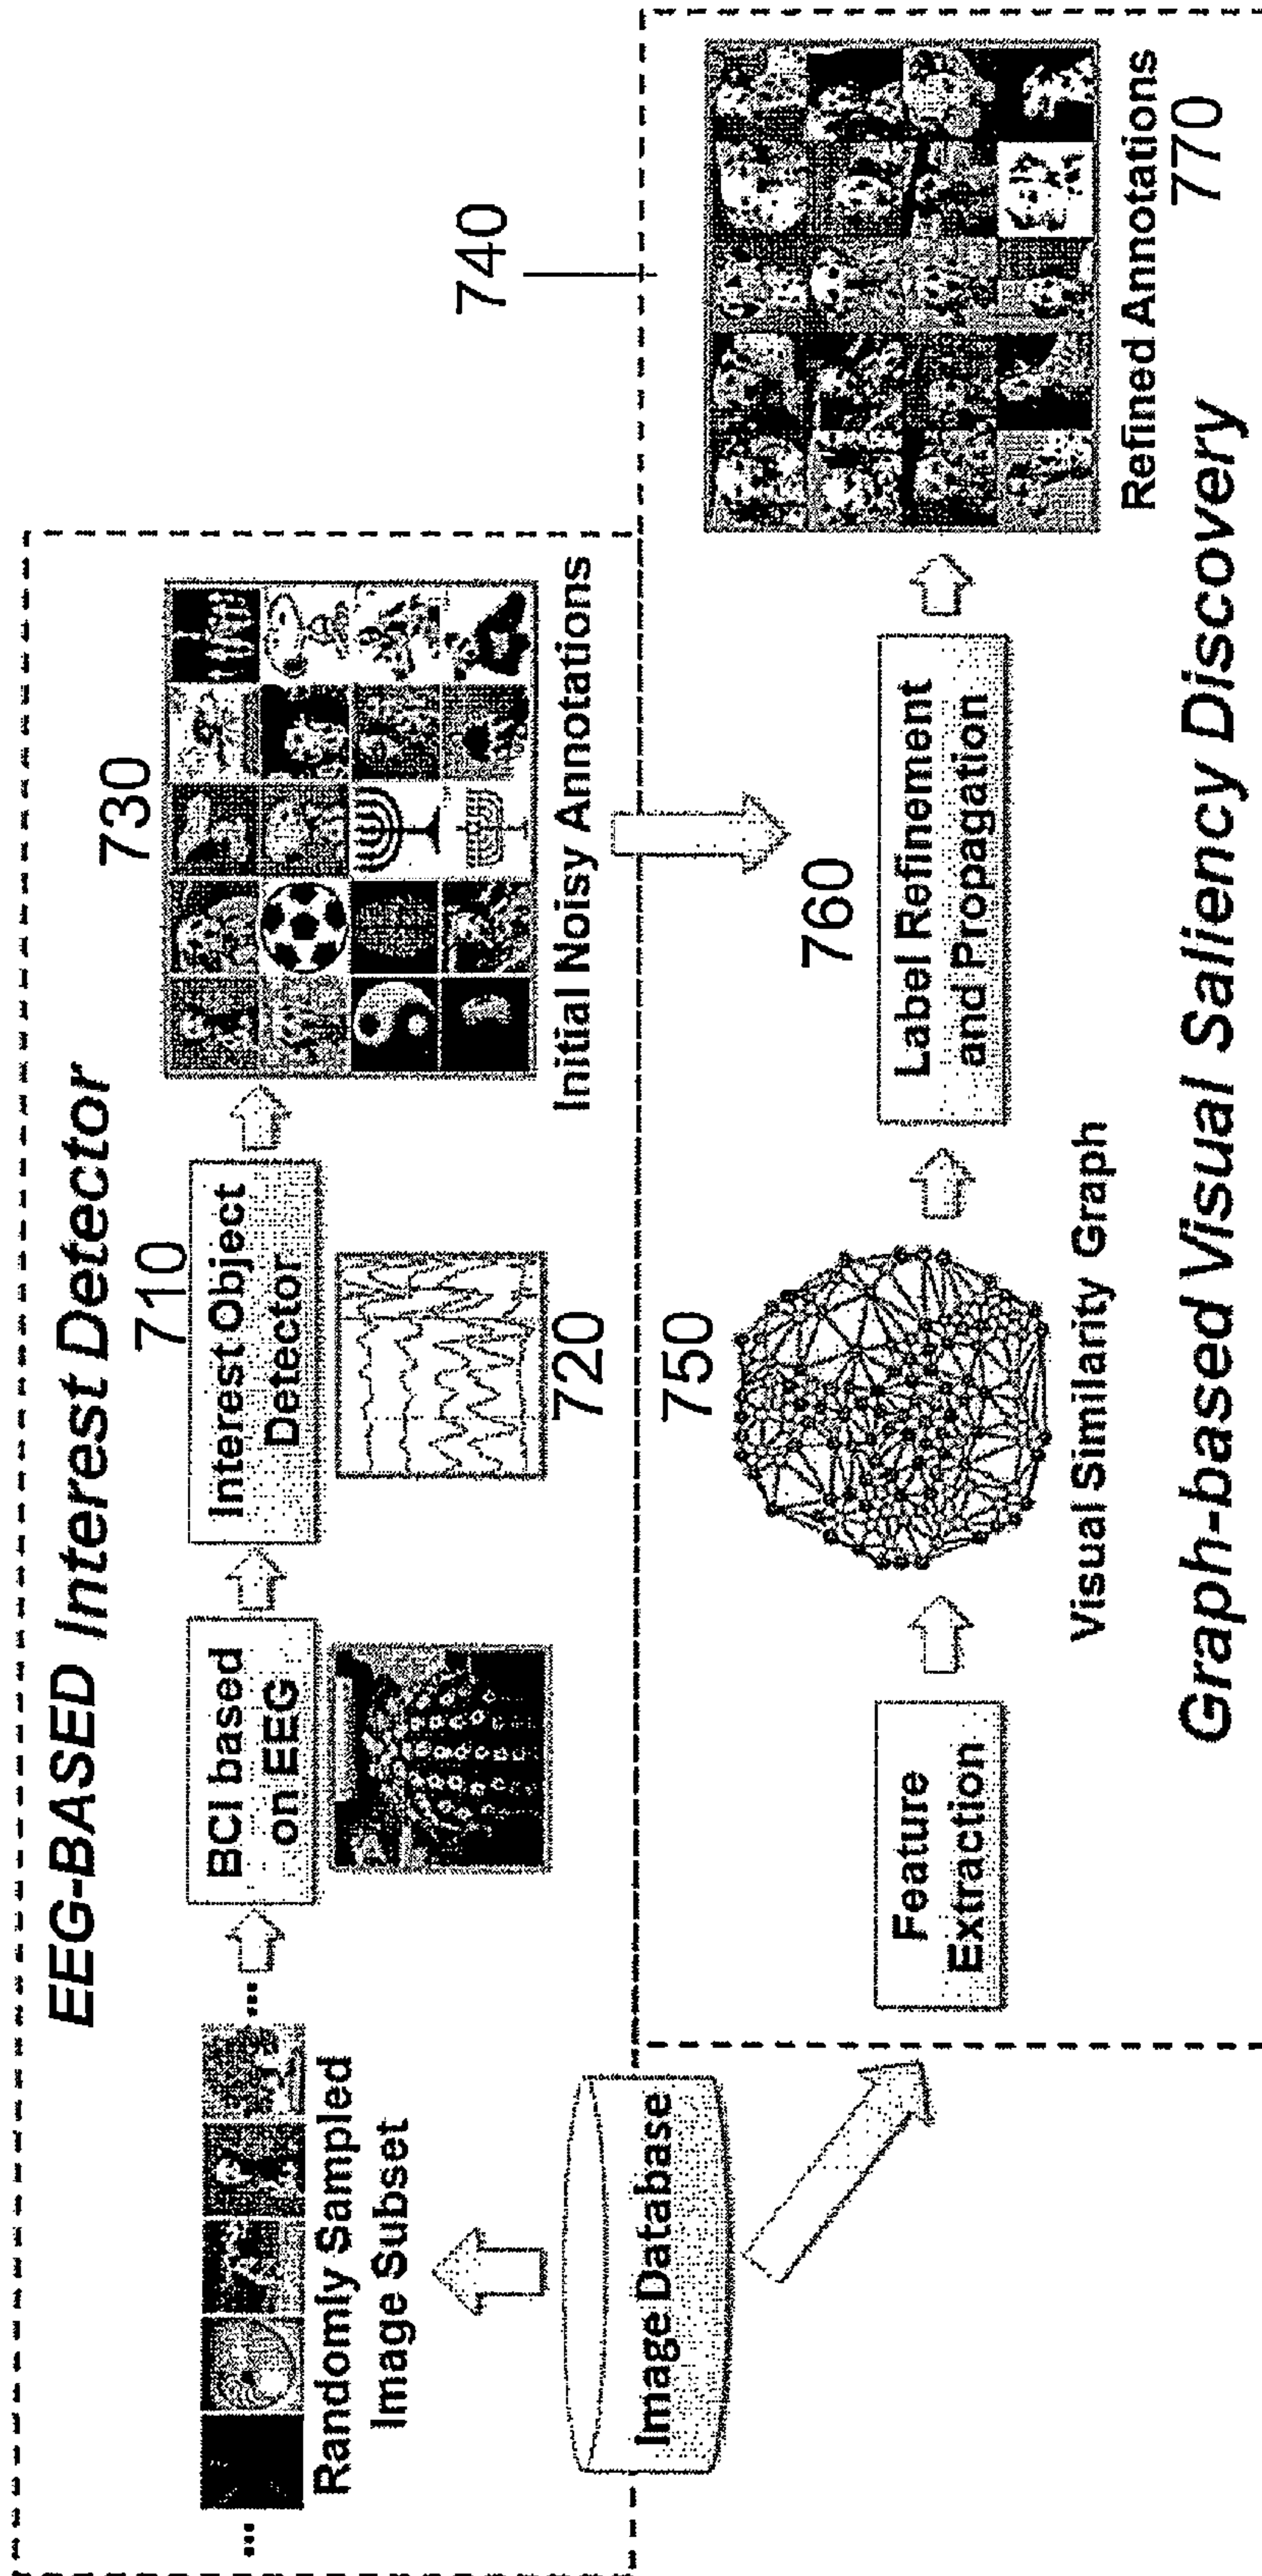 EEG-BASED Interest Detector
...
...
Randomly Sampled
Image Subset
BCI based
on EEG
710
Interest Object
Detector
720
730
Initial Noisy Annotations
Image Database
740
Feature
Extraction
750
Visual Similarity Graph
760
Label Refinement
and Propagation
Refined Annotations
770
Graph-based Visual Saliency Discovery